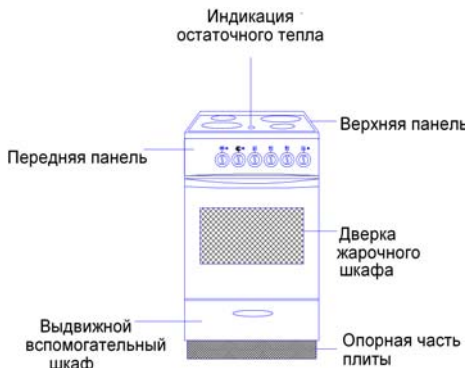 Индикация
остаточного тепла
Верхняя панель
Передняя панель
Дверка
жарочного
шкафа
Выдвижной
вспомогательный
шкаф
Опорная часть
плиты